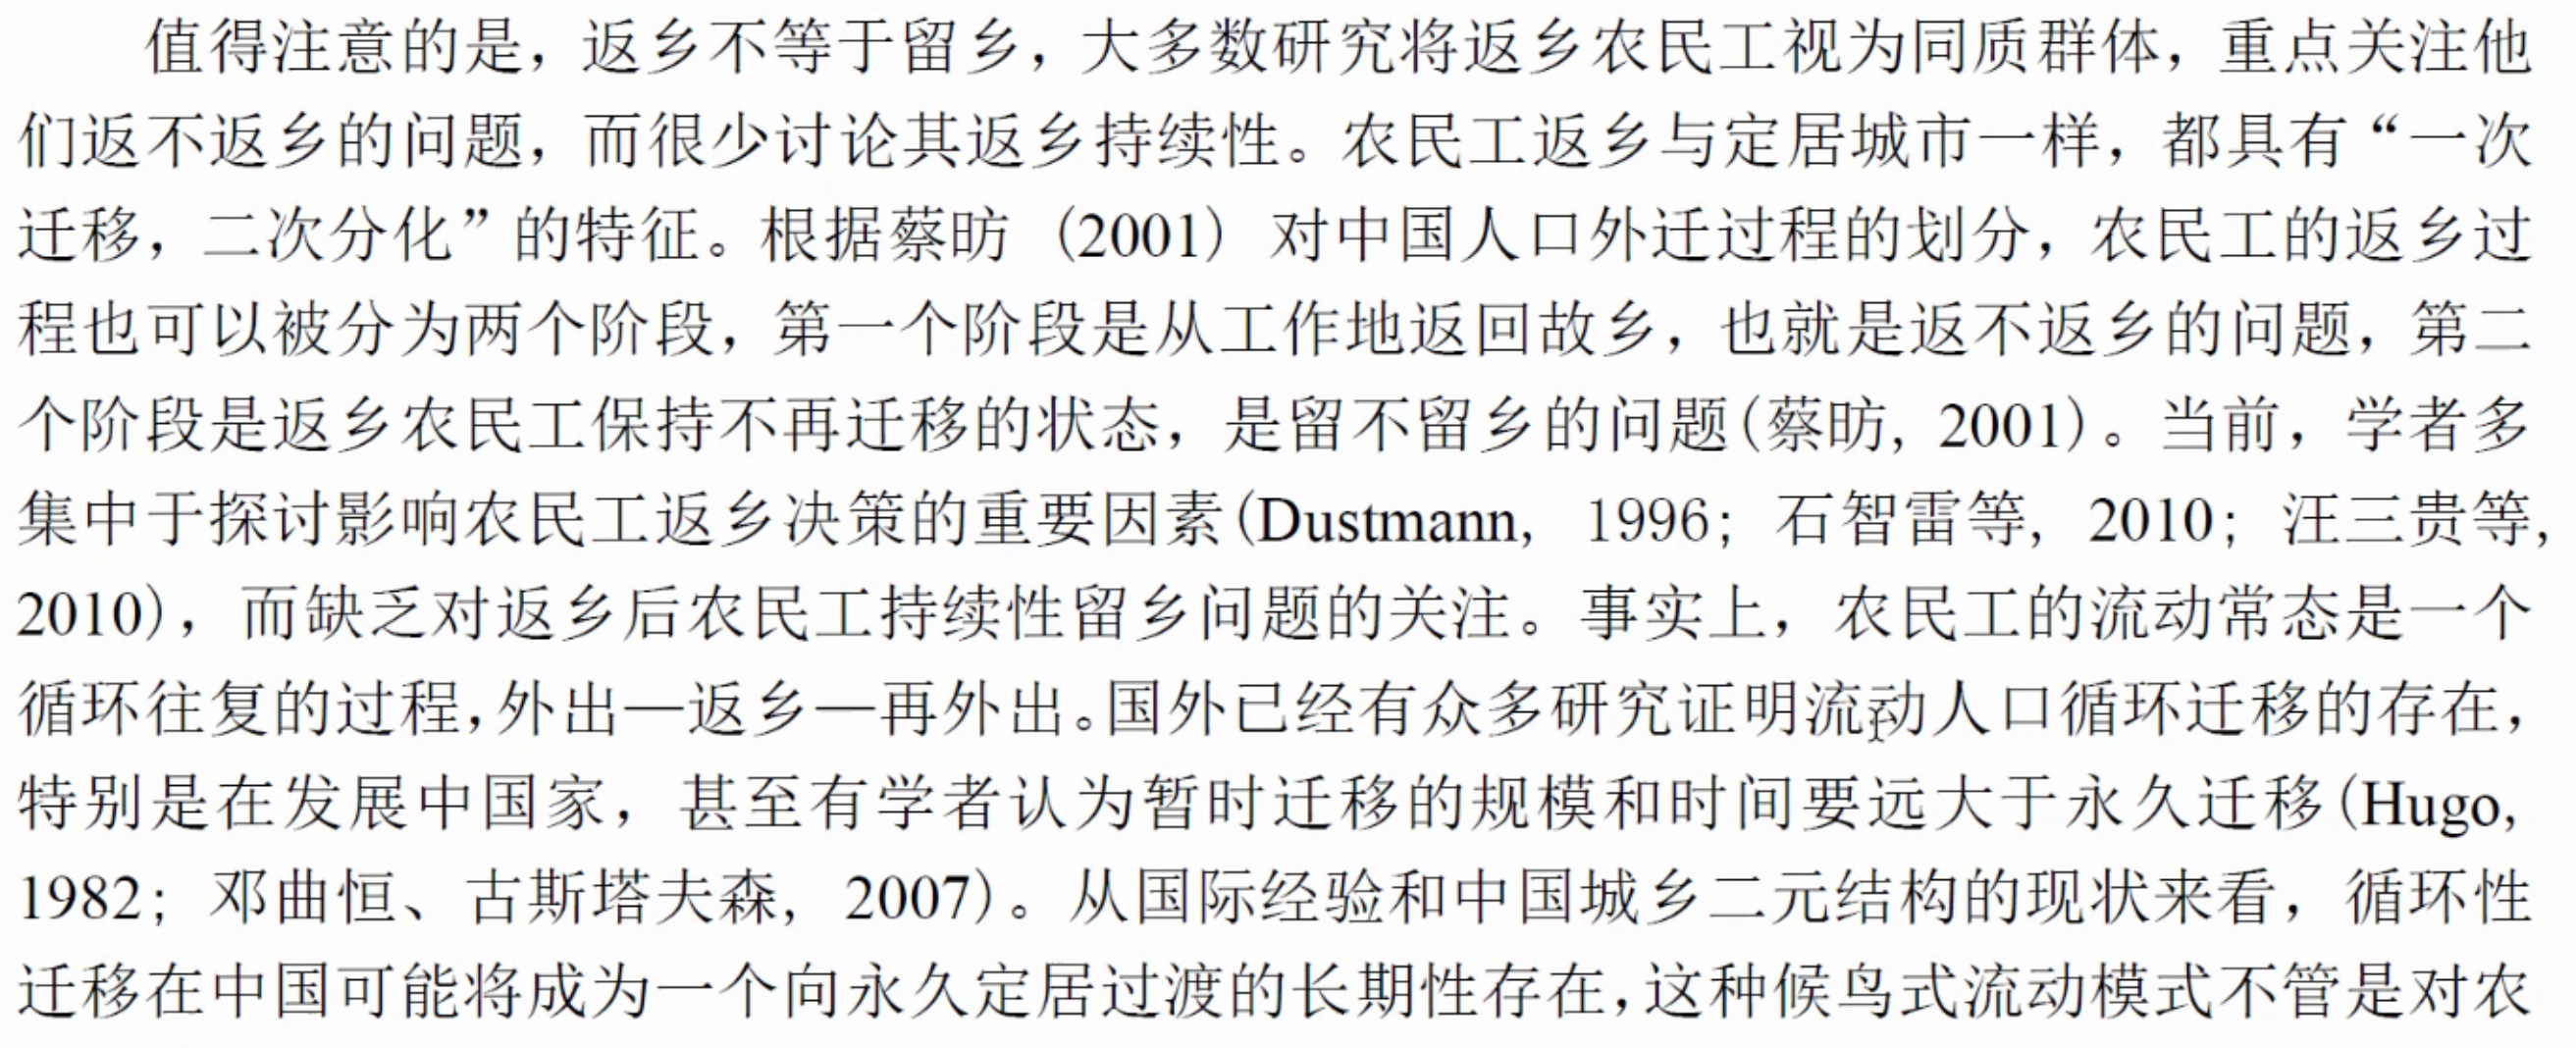 值得注意的是，返乡不等于留乡，大多数研究将返乡农民工视为同质群体，重点关注他
们返不返乡的问题，而很少讨论其返乡持续性。农民工返乡与定居城市一样，都具有“一次
迁移，二次分化”的特征。根据蔡昉（2001）对中国人口外迁过程的划分，农民工的返乡过
程也可以被分为两个阶段，第一个阶段是从工作地返回故乡，也就是返不返乡的问题，第二
个阶段是返乡农民工保持不再迁移的状态，是留不留乡的问题(蔡昉, 2001)。当前，学者多
集中于探讨影响农民工返乡决策的重要因素(Dustmann, 1996; 石智雷等, 2010; 汪三贵等,
2010)，而缺乏对返乡后农民工持续性留乡问题的关注。事实上，农民工的流动常态是一个
循环往复的过程，外出—返乡—再外出。国外已经有众多研究证明流动人口循环迁移的存在，
特别是在发展中国家，甚至有学者认为暂时迁移的规模和时间要远大于永久迁移(Hugo,
1982; 邓曲恒、古斯塔夫森, 2007)。从国际经验和中国城乡二元结构的现状来看，循环性
迁移在中国可能将成为一个向永久定居过渡的长期性存在，这种候鸟式流动模式不管是对农